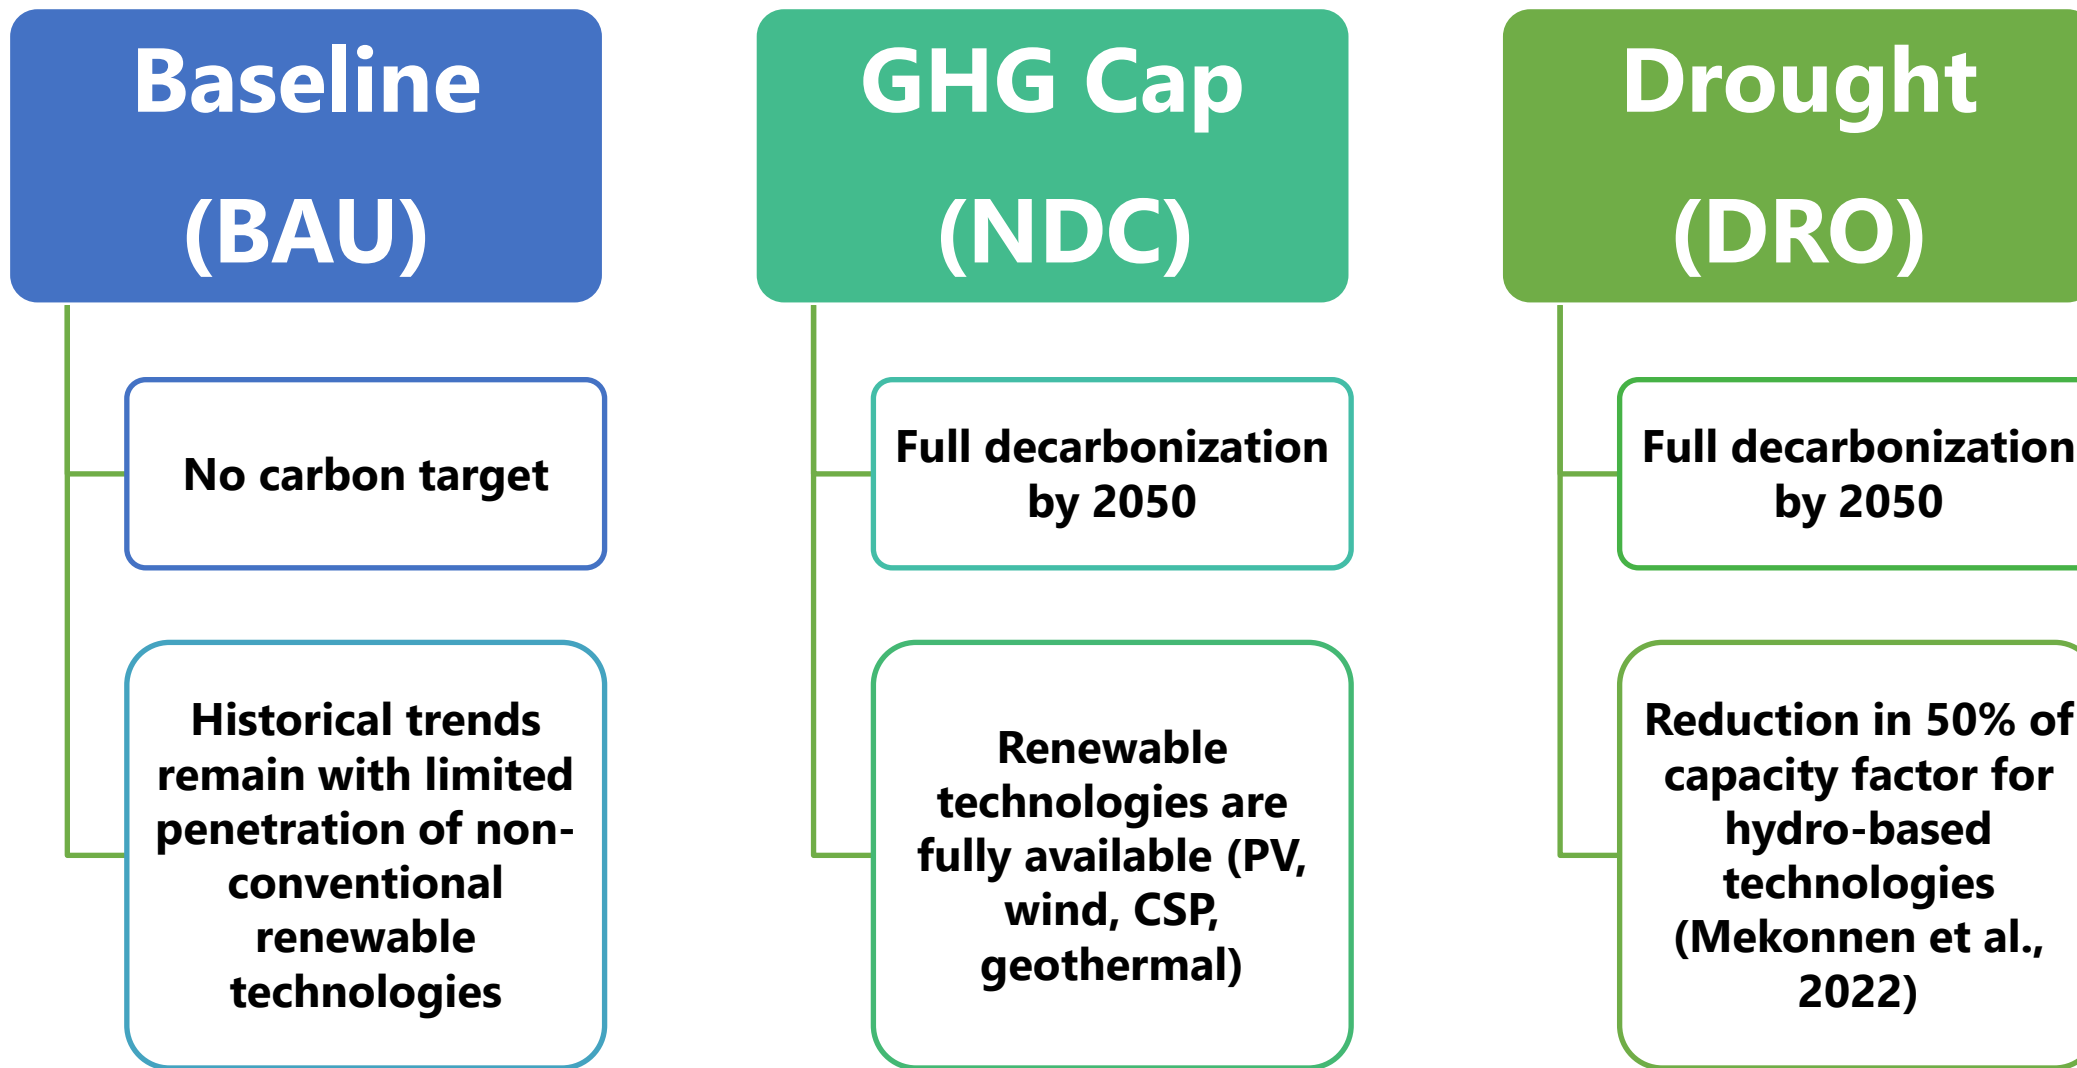 Baseline
(BAU)
No carbon target
Historical trends
remain with limited
penetration of non-
conventional
renewable
technologies
GHG Cap
(NDC)
Full decarbonization
by 2050
Renewable
technologies are
fully available (PV,
wind, CSP,
geothermal)
Drought
(DRO)
Full decarbonization
by 2050
Reduction in 50% of
capacity factor for
hydro-based
technologies
(Mekonnen et al.,
2022)